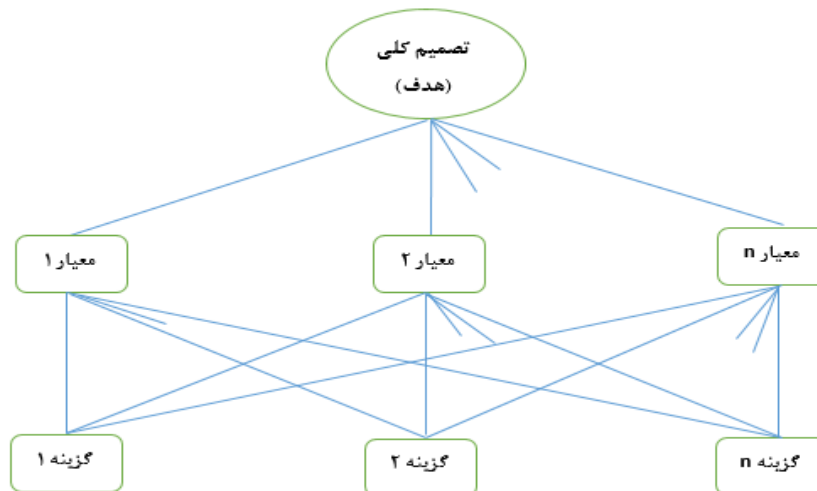 تصمیم کلی
(هدف)
معیار ۱
معیار ۲
معیار n
گزینه ۱
گزینه ۲
گزینه n